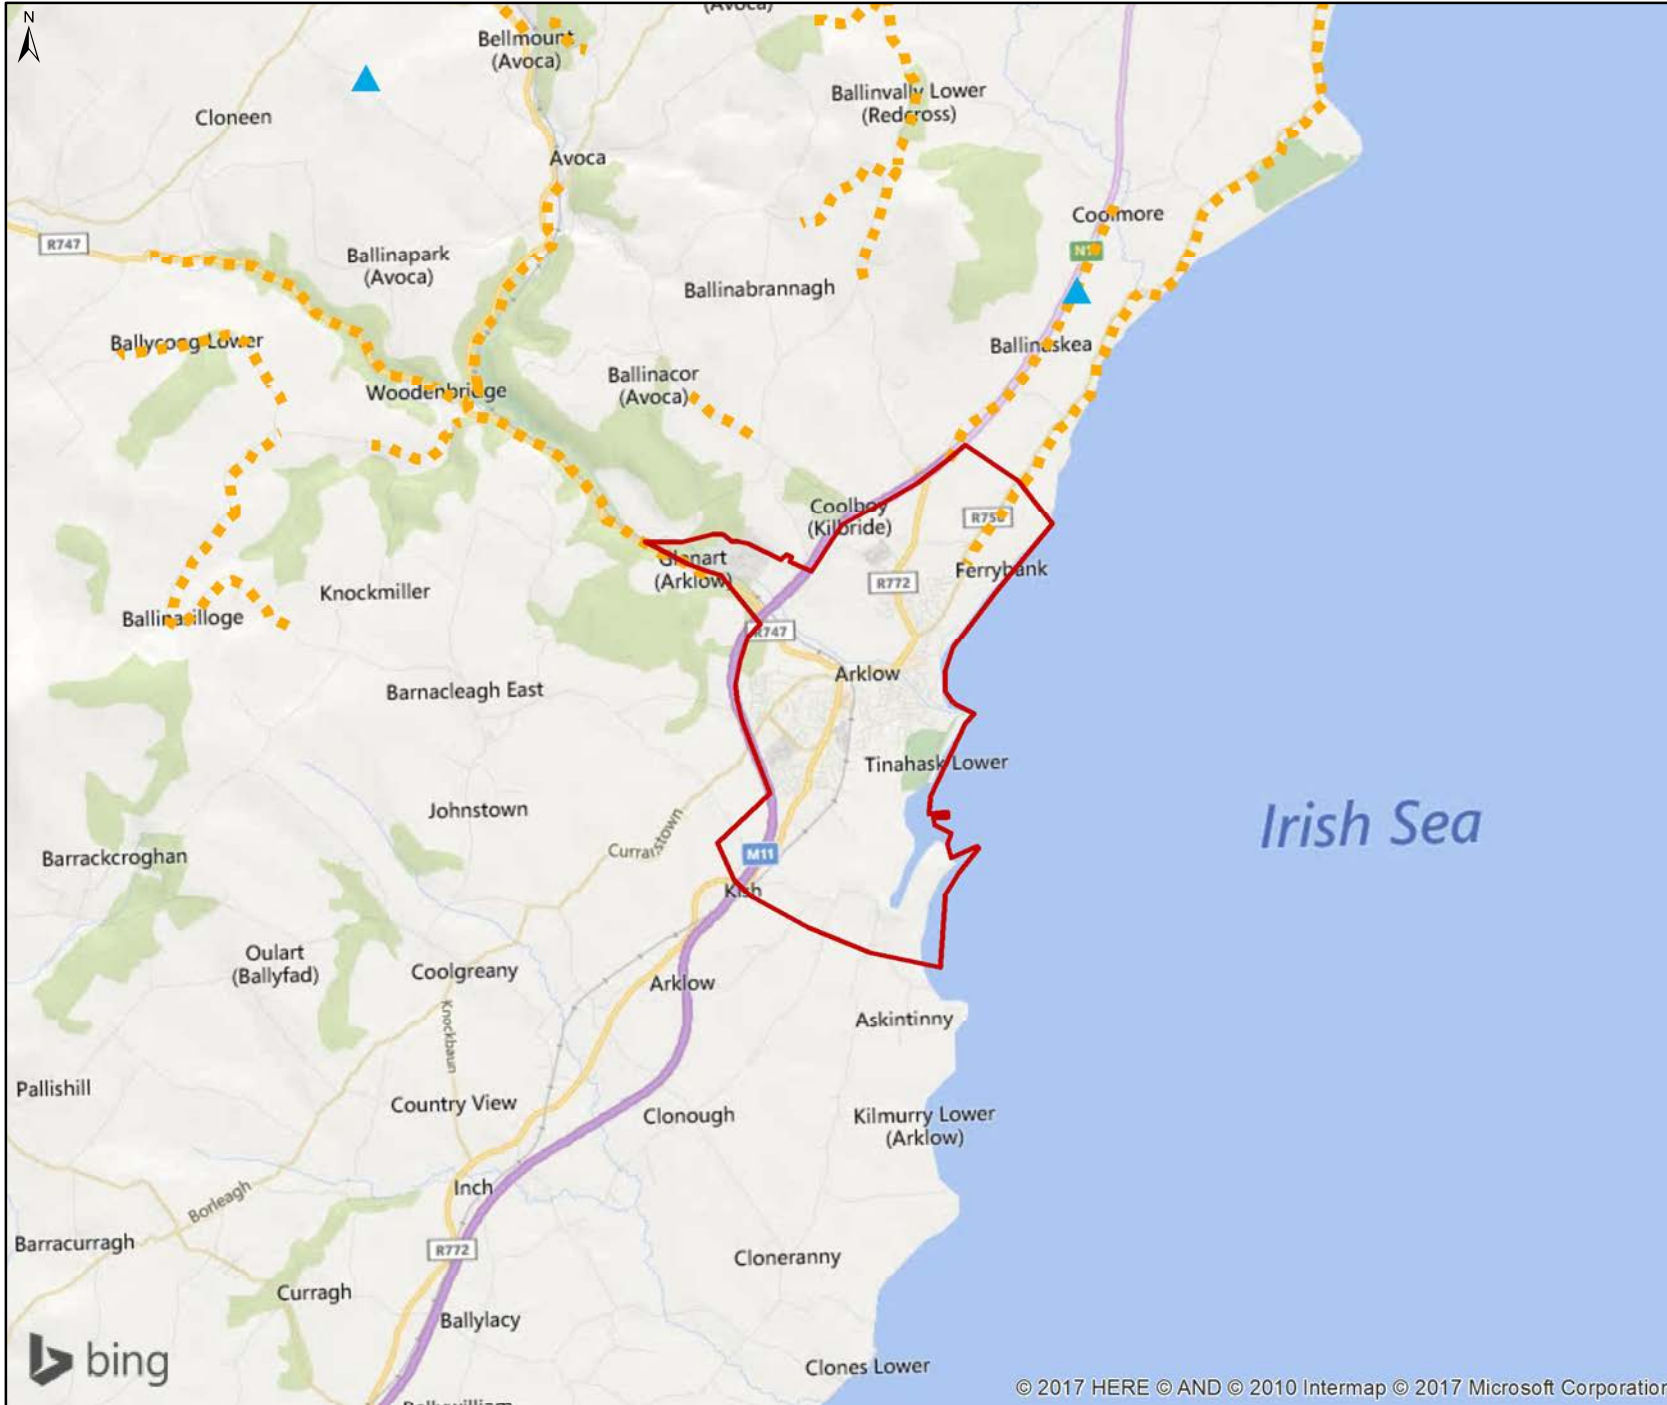 N
(Avoca)
Bellmount
(Avoca)
Cloneen
Ballinvally Lower
(Redcross)
Avoca
Coolmore
R747
Ballinapark
(Avoca)
Ballinabrannagh
Ballycoog Lower
Ballinaskea
Woodenbridge
Ballinacor
(Avoca)
Coolboy
(Kilbride)
R750
Glenart
(Arklow)
Ferrybank
R772
Knockmiller
Ballinasilloge
R747
Arklow
Barnacleagh East
Tinahask Lower
Johnstown
Irish Sea
Barrackcroghan
M11
Kish
Oulart
(Ballyfad)
Coolgreany
Arklow
Knockbaun
Askintinny
Pallishill
Country View
Clonough
Kilmurry Lower
(Arklow)
Inch
Borleagh
Barracurragh
R772
Cloneranny
Curragh
Ballylacy
bing
Clones Lower
© 2017 HERE © AND © 2010 Intermap © 2017 Microsoft Corporation